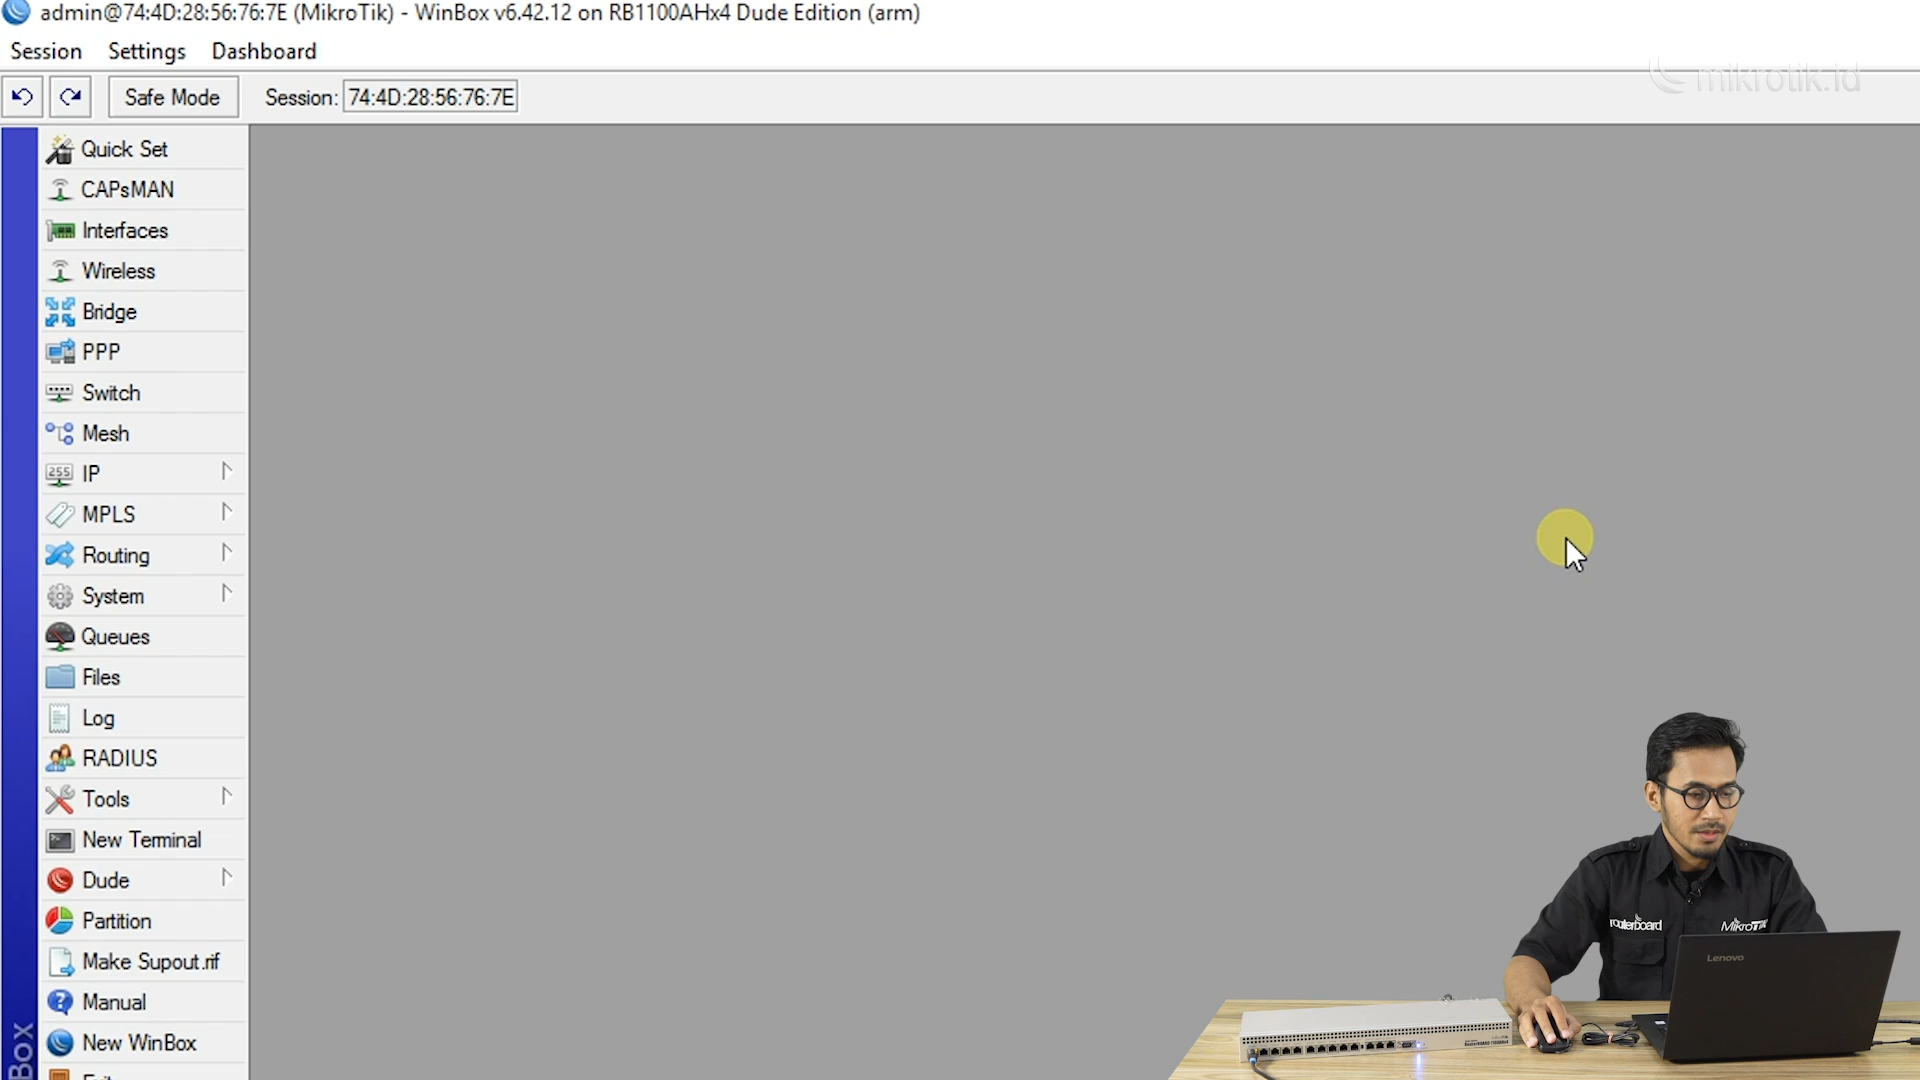 admin@74:4D:28:56:76:7E (MikroTik) - WinBox v6.42.12 on RB1100AHx4 Dude Edition (arm)
Session Settings Dashboard
Safe Mode Session: 74:4D:28:56:76:7E
mikrotik.id
Quick Set
CAPsMAN
Interfaces
Wireless
Bridge
PPP
Switch
Mesh
255 IP
MPLS
Routing
System
Queues
Files
Log
RADIUS
Tools
New Terminal
Dude
Partition
Make Supout.rif
Manual
New WinBox
Box
routerboard
MikroTik
Lenovo